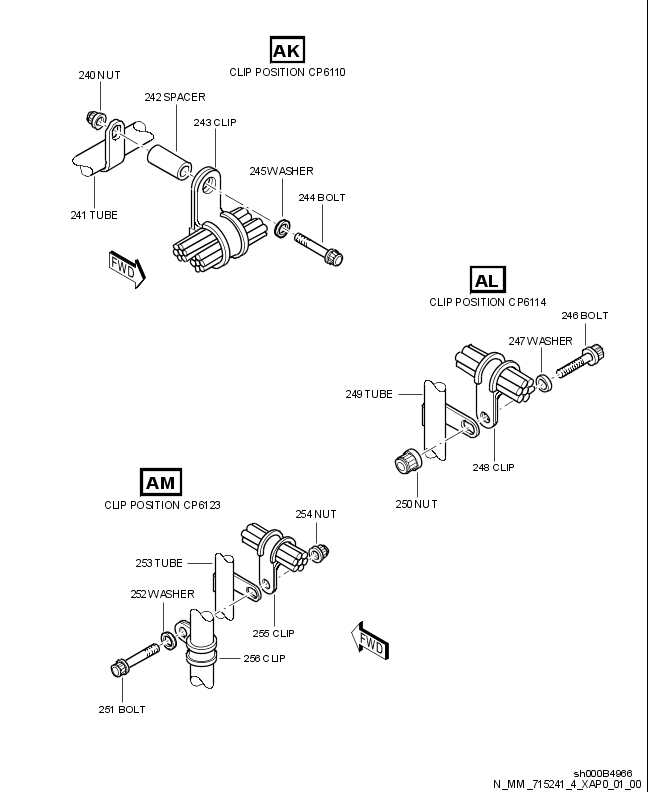 AK
CLIP POSITION CP6110
240 NUT
242 SPACER
243 CLIP
245 WASHER
244 BOLT
241 TUBE
FWD
AL
CLIP POSITION CP6114
246 BOLT
247 WASHER
249 TUBE
248 CLIP
250 NUT
AM
CLIP POSITION CP6123
254 NUT
253 TUBE
252 WASHER
255 CLIP
256 CLIP
FWD
251 BOLT
sh000B4966
N_MM_715241_4_XAP0_01_00